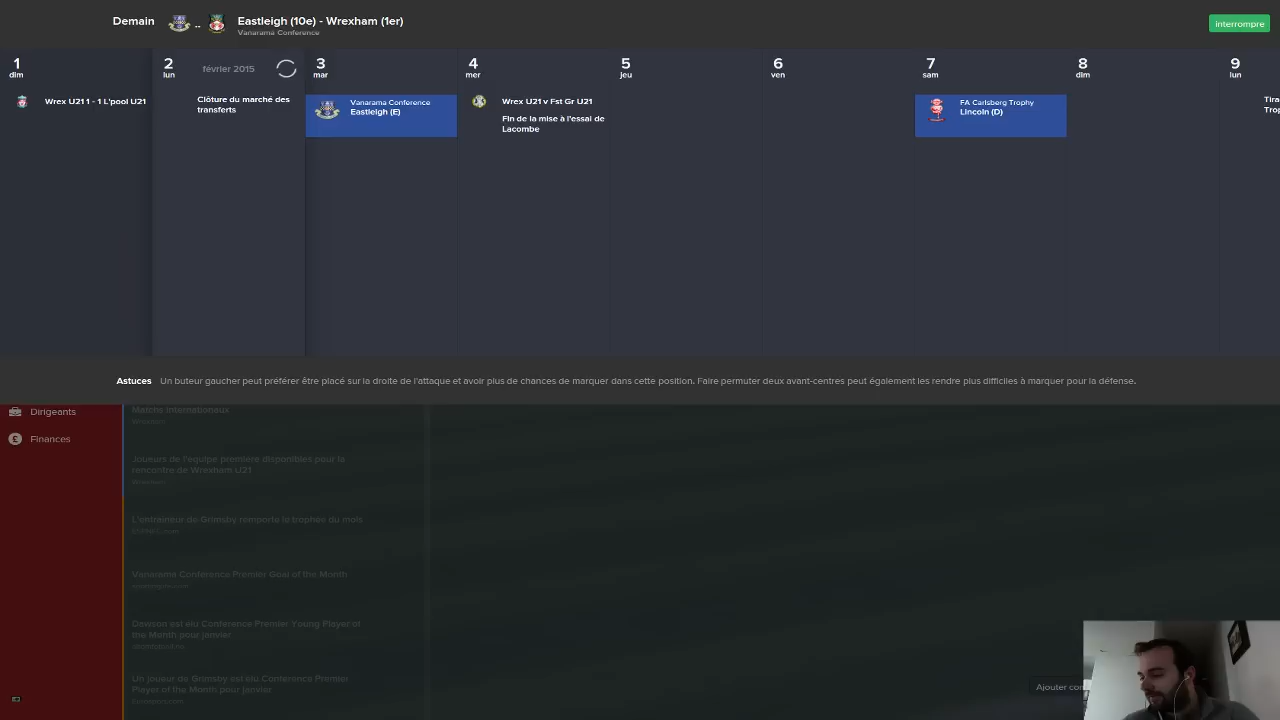 Demain
Eastleigh (10e) - Wrexham (1er)
Vanarama Conference
interrompre
1
dim
2
lun
février 2015
3
mar
4
mer
5
jeu
6
ven
7
sam
8
dim
9
lun
Wrex U21 1 - 1 L'pool U21
Clôture du marché des
transferts
Vanarama Conference
Eastleigh (E)
Wrex U21 v Fst Gr U21
Fin de la mise à l'essai de
Lacombe
FA Carlsberg Trophy
Lincoln (D)
Tira
Trop
Astuces Un buteur gaucher peut préférer être placé sur la droite de l'attaque et avoir plus de chances de marquer dans cette position. Faire permuter deux avant-centres peut également les rendre plus difficiles à marquer pour la défense.
Dirigeants
Finances
Matchs internationaux
Wrexham
Joueurs de l'équipe première disponibles pour la
rencontre de Wrexham U21
Wrexham
L'entraîneur de Grimsby remporte le trophée du mois
Vanarama Conference Premier Goal of the Month
Dawson est élu Conference Premier Young Player of
the Month pour janvier
Un joueur de Grimsby est élu Conference Premier
Player of the Month pour janvier
Ajouter con